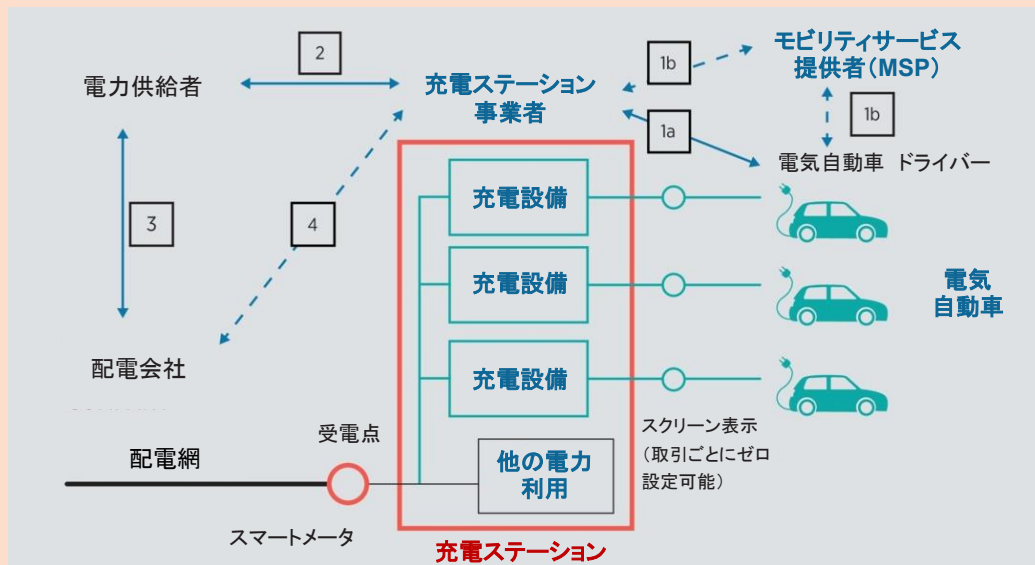 電力供給者
2
充電ステーション
事業者
1b
モビリティサービス
提供者(MSP)
1b
1a
電気自動車 ドライバー
3
4
充電設備
充電設備
充電設備
電気
自動車
配電会社
受電点
配電網
スマートメータ
他の電力
利用
スクリーン表示
(取引ごとにゼロ
設定可能)
充電ステーション